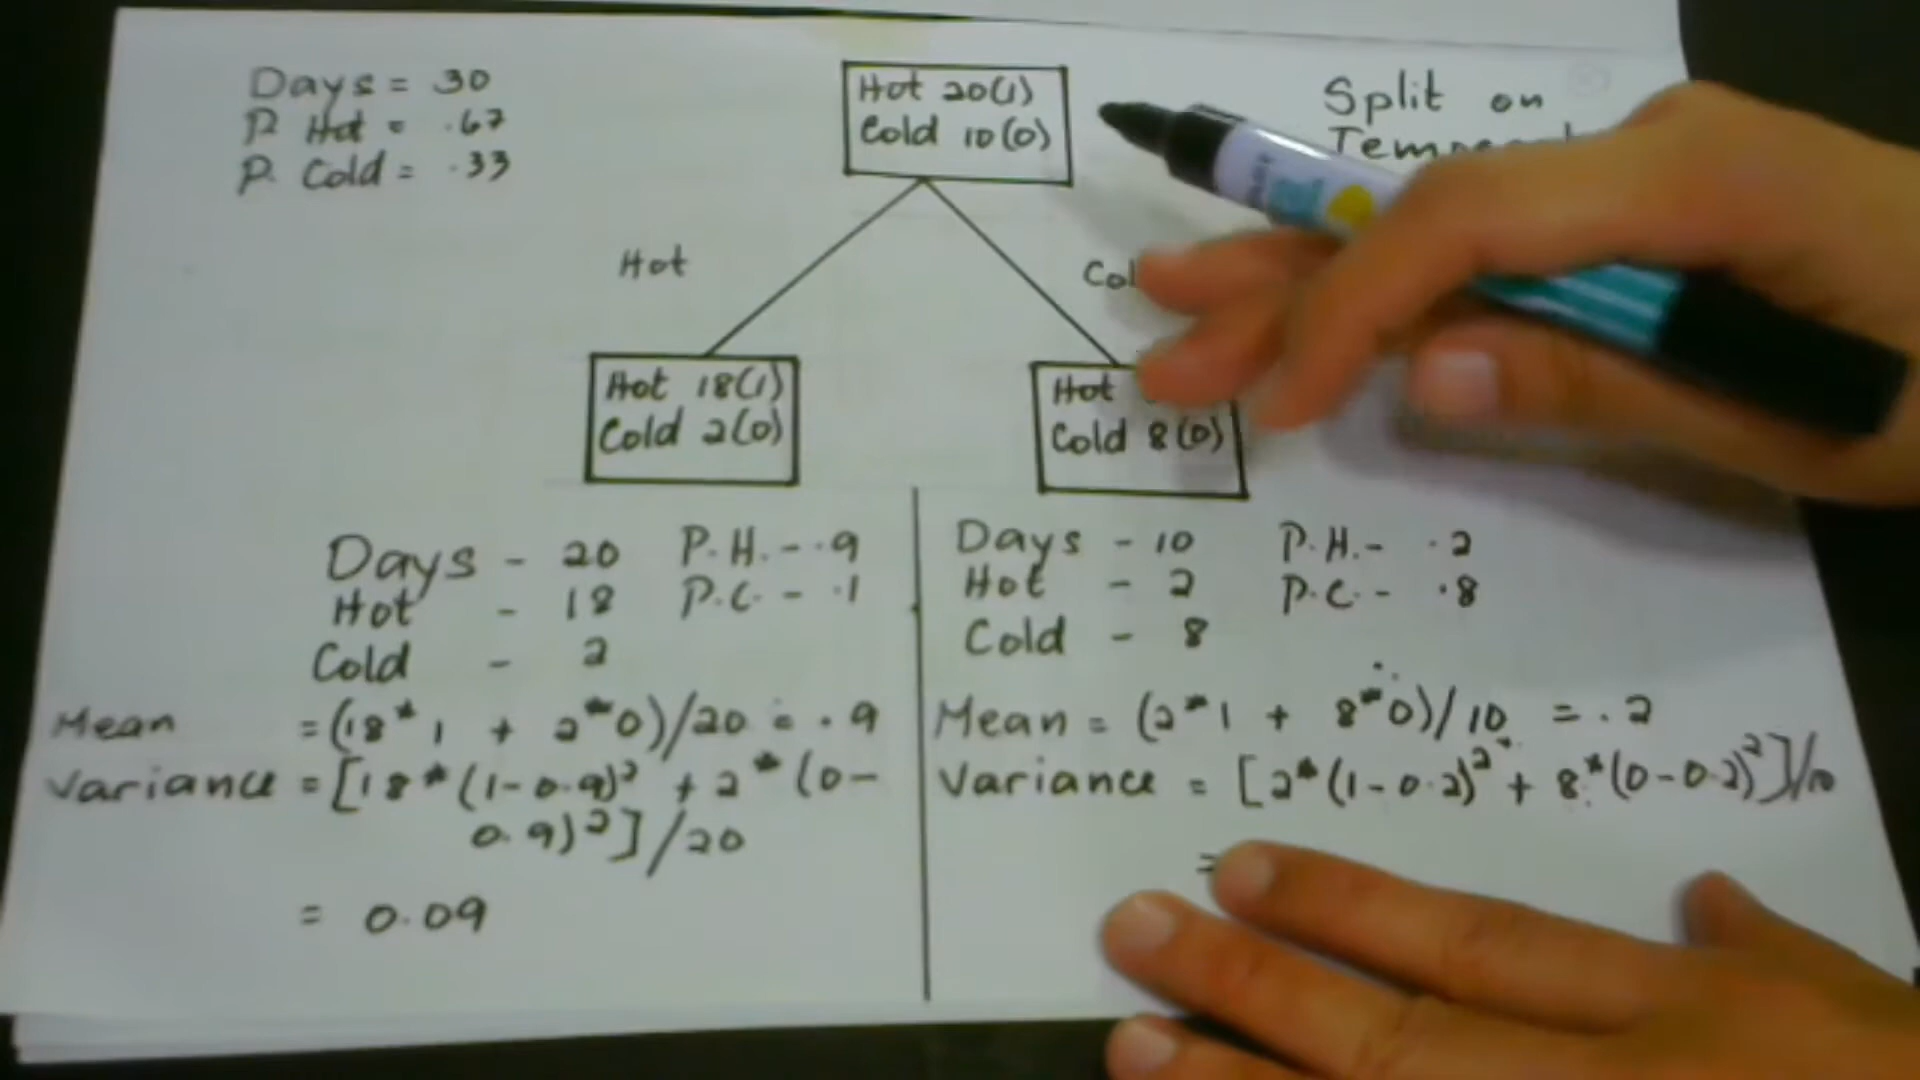 Days = 30
P. Hot = .67
P. Cold = .33
Hot 20(1)
Cold 10(0)
Split on
Hot
Hot 18(1)
Cold 2(0)
Hot
Cold 8(0)
Days - 20 P.H. - .9
Hot - 18 P.C. - .1
Cold - 2
Mean = (18*1 + 2*0)/20 = .9
Variance = [18*(1-0.9)² + 2*(0-
0.9)²]/20
= 0.09
Days - 10 P.H. - .2
Hot - 2 P.C. - .8
Cold - 8
Mean = (2*1 + 8*0)/10 = .2
Variance = [2*(1-0.2)² + 8*(0-0.2)²]/10
=